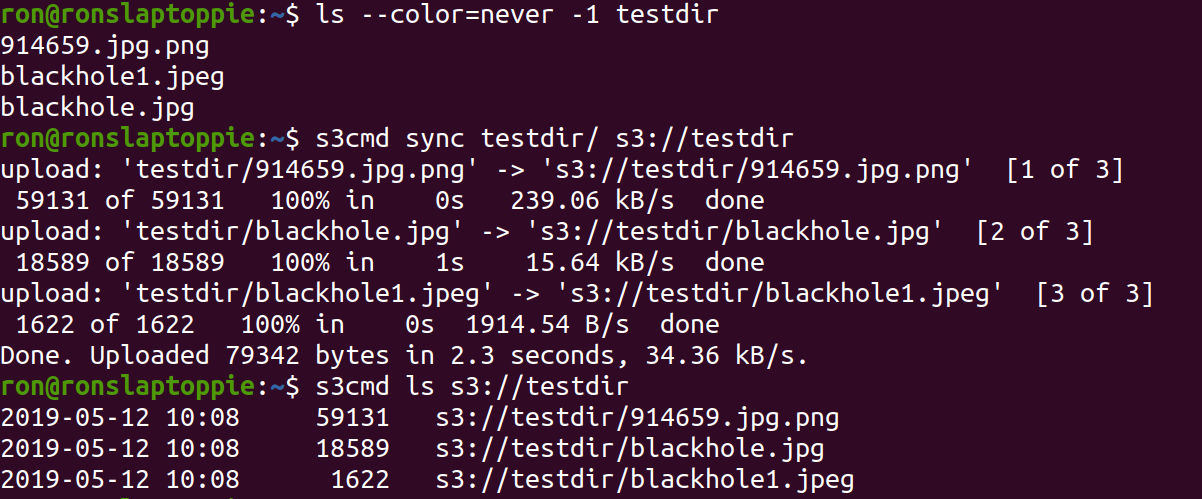 ron@ronslaptoppie:~$ ls --color=never -1 testdir
914659.jpg.png
blackhole1.jpeg
blackhole.jpg
ron@ronslaptoppie:~$ s3cmd sync testdir/ s3://testdir
upload: 'testdir/914659.jpg.png' -> 's3://testdir/914659.jpg.png'  [1 of 3]
 59131 of 59131   100% in    0s   239.06 kB/s  done
upload: 'testdir/blackhole.jpg' -> 's3://testdir/blackhole.jpg'  [2 of 3]
 18589 of 18589   100% in    1s    15.64 kB/s  done
upload: 'testdir/blackhole1.jpeg' -> 's3://testdir/blackhole1.jpeg'  [3 of 3]
 1622 of 1622   100% in    0s  1914.54 B/s  done
Done. Uploaded 79342 bytes in 2.3 seconds, 34.36 kB/s.
ron@ronslaptoppie:~$ s3cmd ls s3://testdir
2019-05-12 10:08     59131   s3://testdir/914659.jpg.png
2019-05-12 10:08     18589   s3://testdir/blackhole.jpg
2019-05-12 10:08      1622   s3://testdir/blackhole1.jpeg